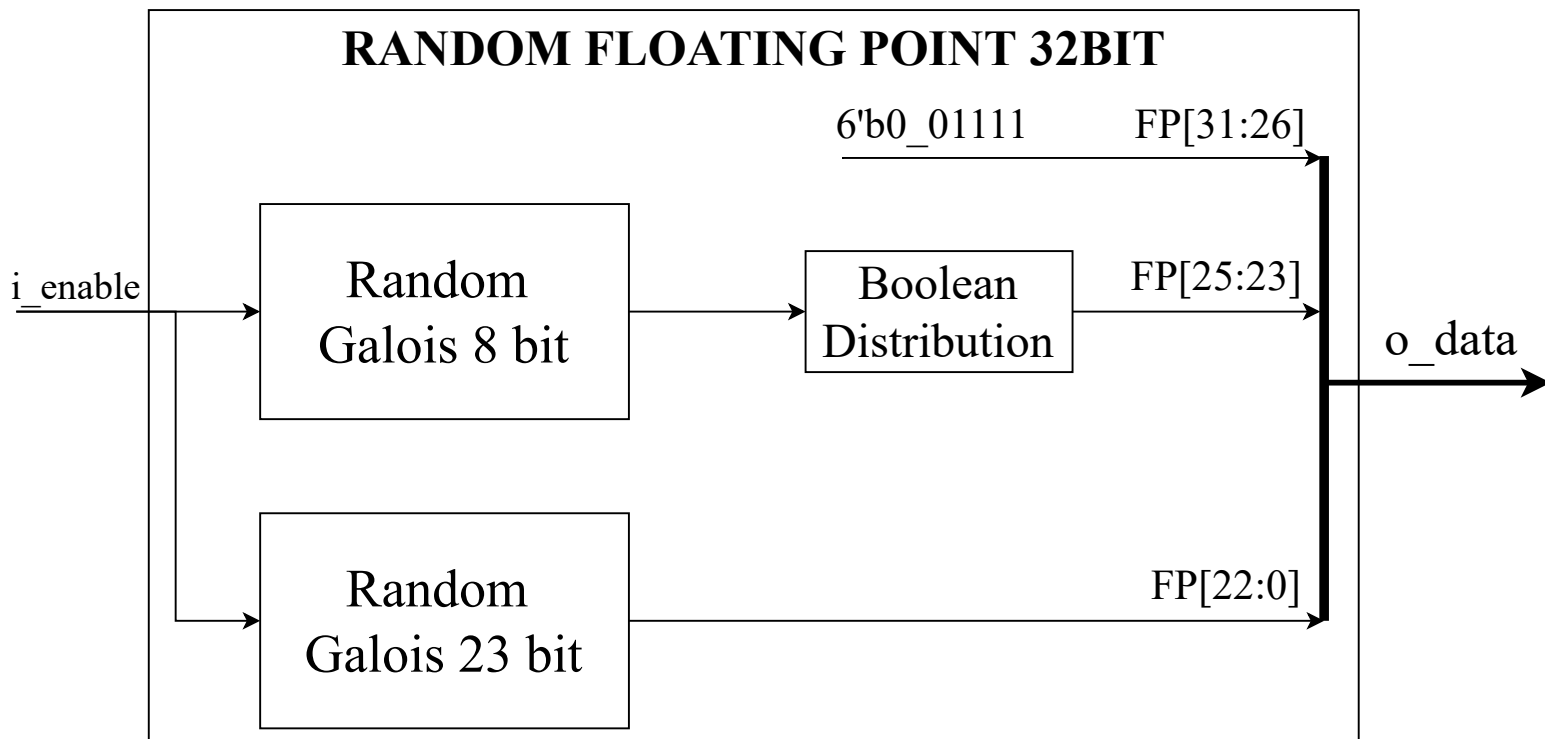 RANDOM FLOATING POINT 32BIT
6'b0_01111
FP[31:26]
i_enable
Random
Galois 8 bit
Boolean
Distribution
FP[25:23]
o_data
Random
Galois 23 bit
FP[22:0]